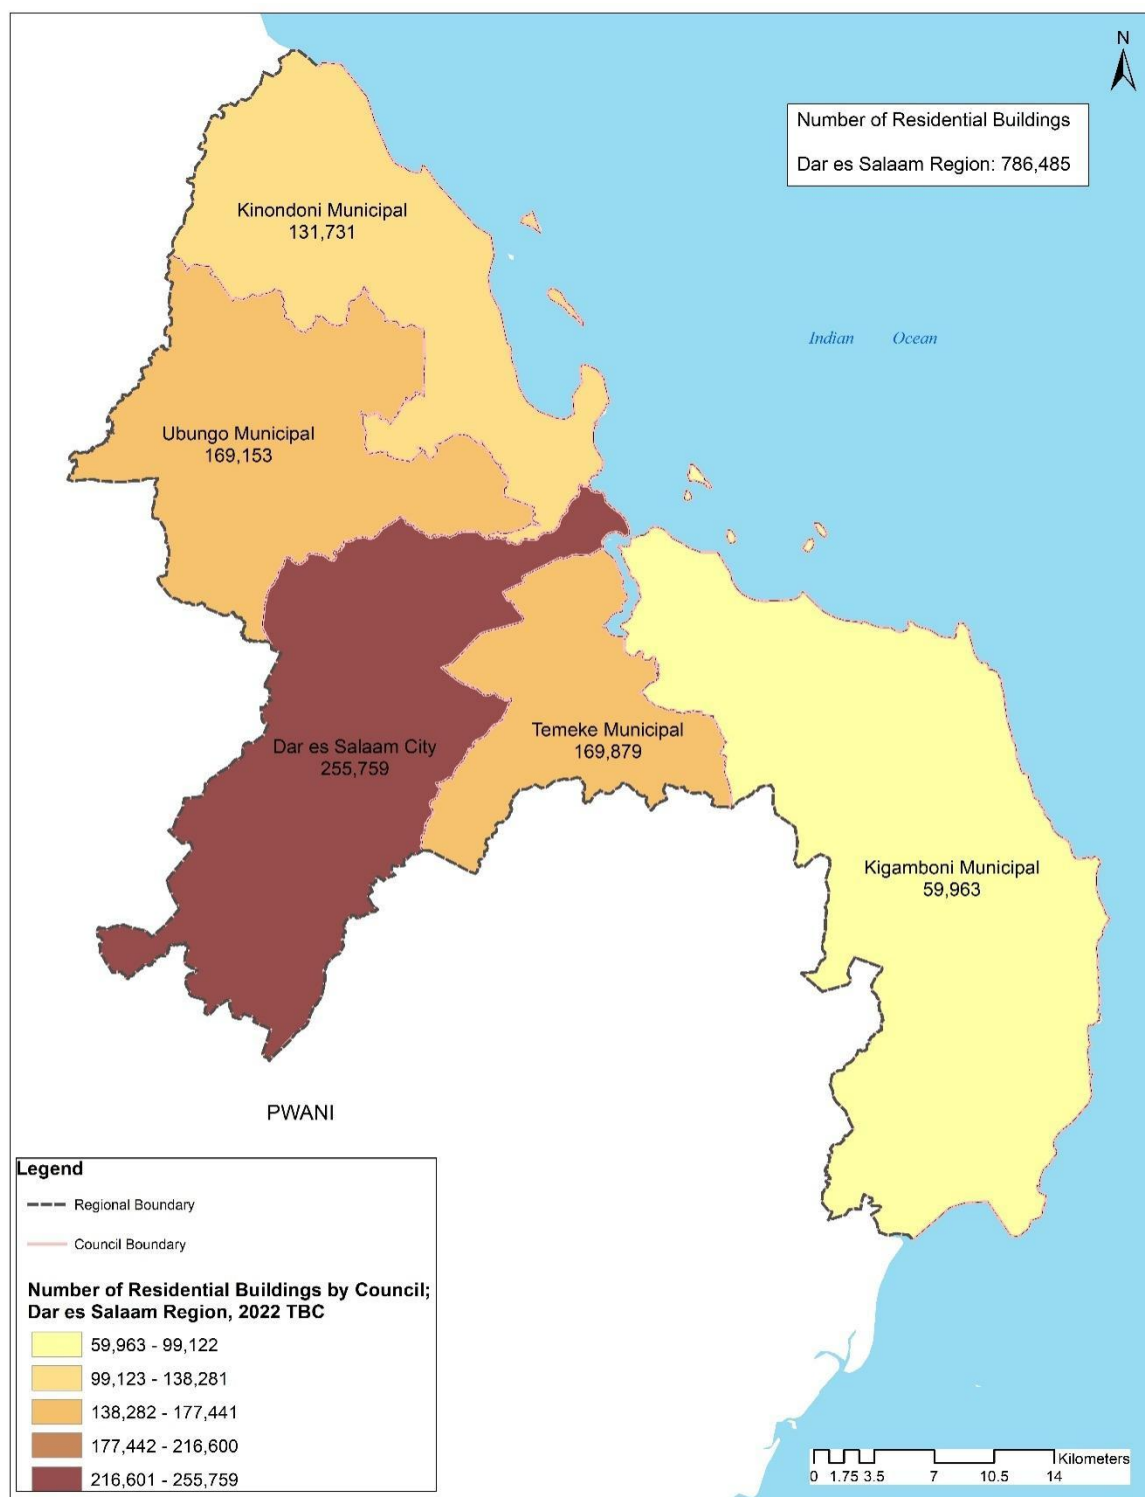 N
Number of Residential Buildings
Dar es Salaam Region: 786,485
Kinondoni Municipal
131,731
Indian Ocean
Ubungo Municipal
169,153
Temeke Municipal
169,879
Dar es Salaam City
255,759
Kigamboni Municipal
59,963
PWANI
Legend
Regional Boundary
Council Boundary
Number of Residential Buildings by Council;
Dar es Salaam Region, 2022 TBC
59,963 - 99,122
99,123 - 138,281
138,282 - 177,441
177,442 - 216,600
216,601 - 255,759
Kilometers
0 1.75 3.5 7 10.5 14